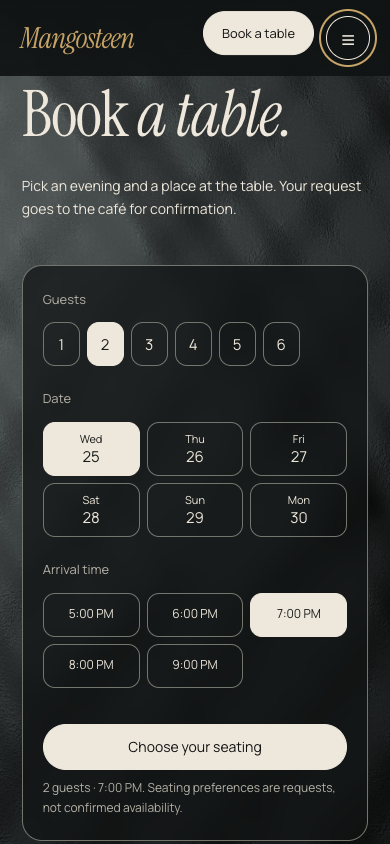 Mangosteen
Book a table
Book a table.
Pick an evening and a place at the table. Your request
goes to the café for confirmation.
Guests
1 2 3 4 5 6
Date
Wed Thu Fri
25 26 27
Sat Sun Mon
28 29 30
Arrival time
5:00 PM 6:00 PM 7:00 PM
8:00 PM 9:00 PM
Choose your seating
2 guests · 7:00 PM. Seating preferences are requests,
not confirmed availability.